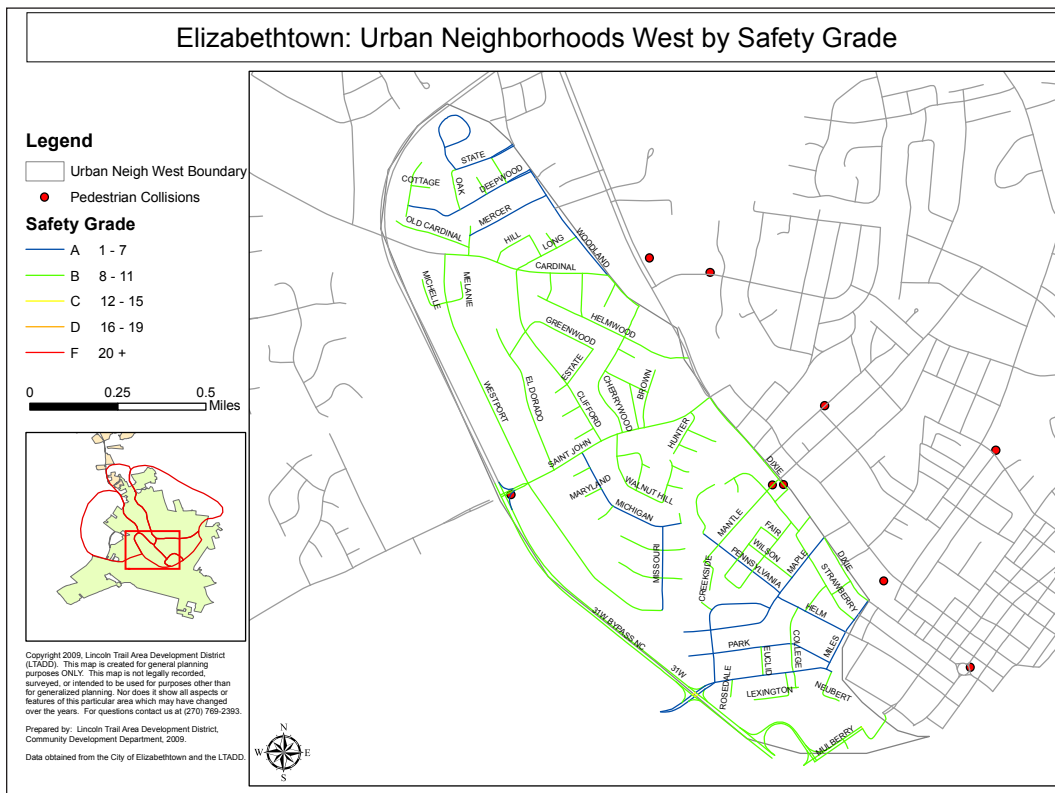 Elizabethtown: Urban Neighborhoods West by Safety Grade
Legend
Urban Neigh West Boundary
Pedestrian Collisions
Safety Grade
A 1 - 7
B 8 - 11
C 12 - 15
D 16 - 19
F 20 +
0 0.25 0.5
Miles
Copyright 2009, Lincoln Trail Area Development District
(LTADD). This map is created for general planning
purposes ONLY. This map is not legally recorded,
surveyed, or intended to be used for purposes other than
for generalized planning. Nor does it show all aspects or
features of this particular area which may have changed
over the years. For questions contact us at (270) 769-2393.
Prepared by: Lincoln Trail Area Development District,
Community Development Department, 2009.
Data obtained from the City of Elizabethtown and the LTADD.
N
W
E
S
STATE
COTTAGE
OAK
DEEPWOOD
MERCER
OLD CARDINAL
HILL
LONG
WOODLAND
CARDINAL
MICHELLE
MELANIE
HELMWOOD
GREENWOOD
ESTATE
EL DORADO
CLIFFORD
CHERRYWOOD
BROWN
WESTPORT
HUNTER
SAINT JOHN
DIXIE
MARYLAND
WALNUT HILL
MICHIGAN
MANTLE
FAIR
WILSON
MISSOURI
PENNSYLVANIA
MAPLE
DIXIE
CREEKSIDE
STRAWBERRY
31W BYPASS NC
HELM
PARK
EUCLID
COLLEGE
MILES
31W
ROSEDALE
LEXINGTON
NEUBERT
MULBERRY